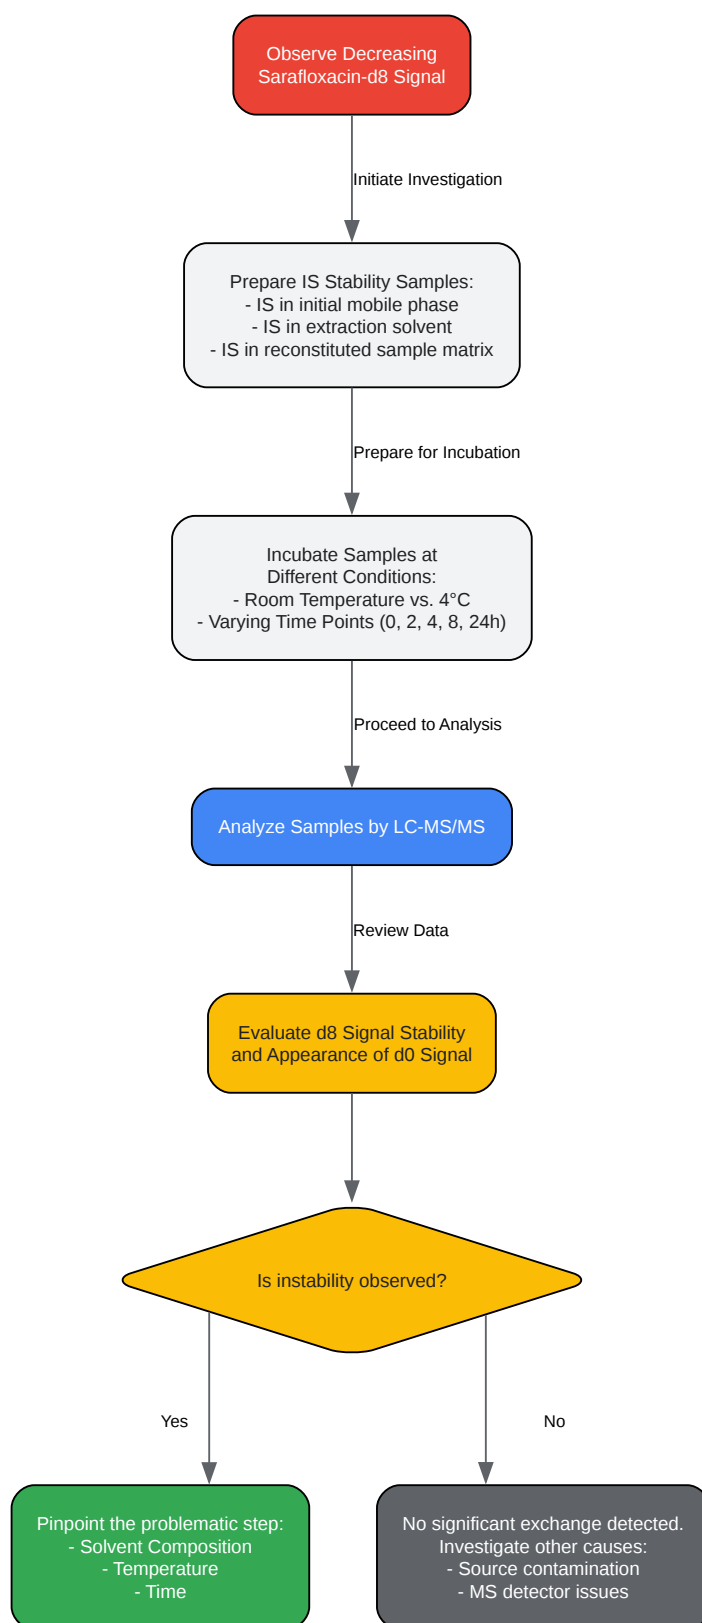 Observe Decreasing
Sarafloxacin-d8 Signal
Initiate Investigation
Prepare IS Stability Samples:
- IS in initial mobile phase
- IS in extraction solvent
- IS in reconstituted sample matrix
Prepare for Incubation
Incubate Samples at
Different Conditions:
- Room Temperature vs. 4°C
- Varying Time Points (0, 2, 4, 8, 24h)
Proceed to Analysis
Analyze Samples by LC-MS/MS
Review Data
Evaluate d8 Signal Stability
and Appearance of d0 Signal
Is instability observed?
Yes
No
Pinpoint the problematic step:
- Solvent Composition
- Temperature
- Time
No significant exchange detected.
Investigate other causes:
- Source contamination
- MS detector issues